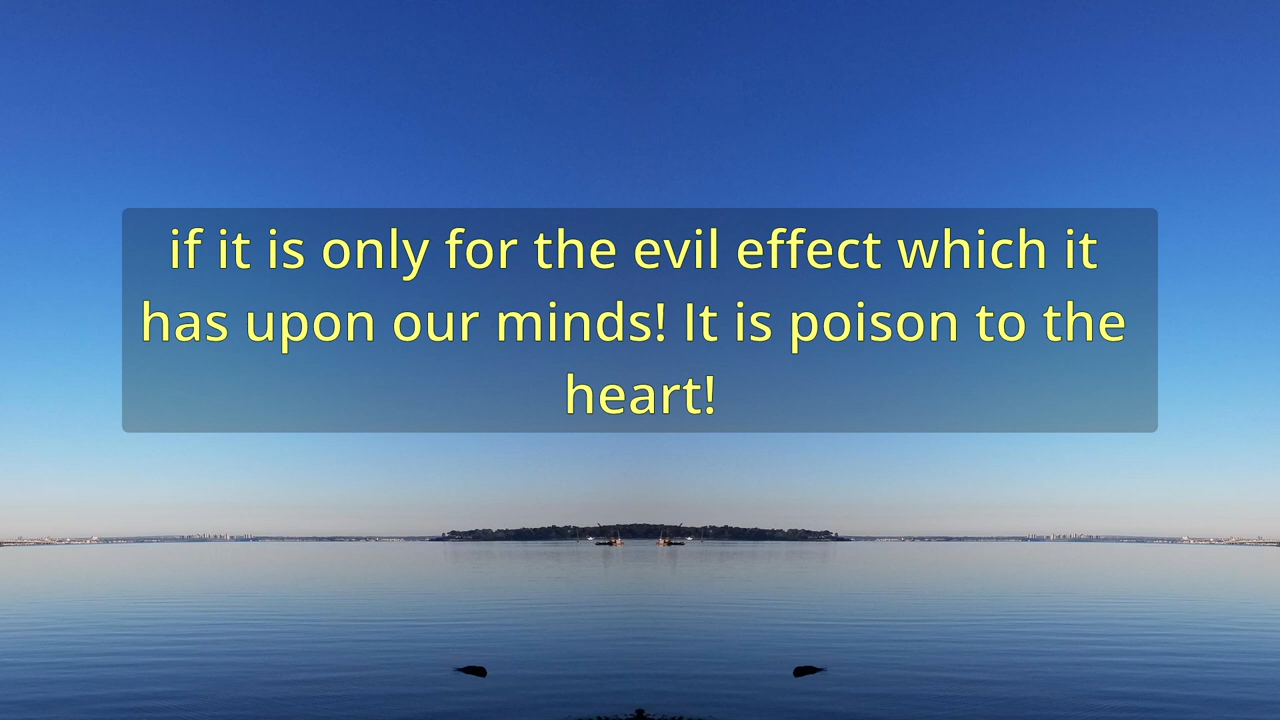 if it is only for the evil effect which it
has upon our minds! It is poison to the
heart!